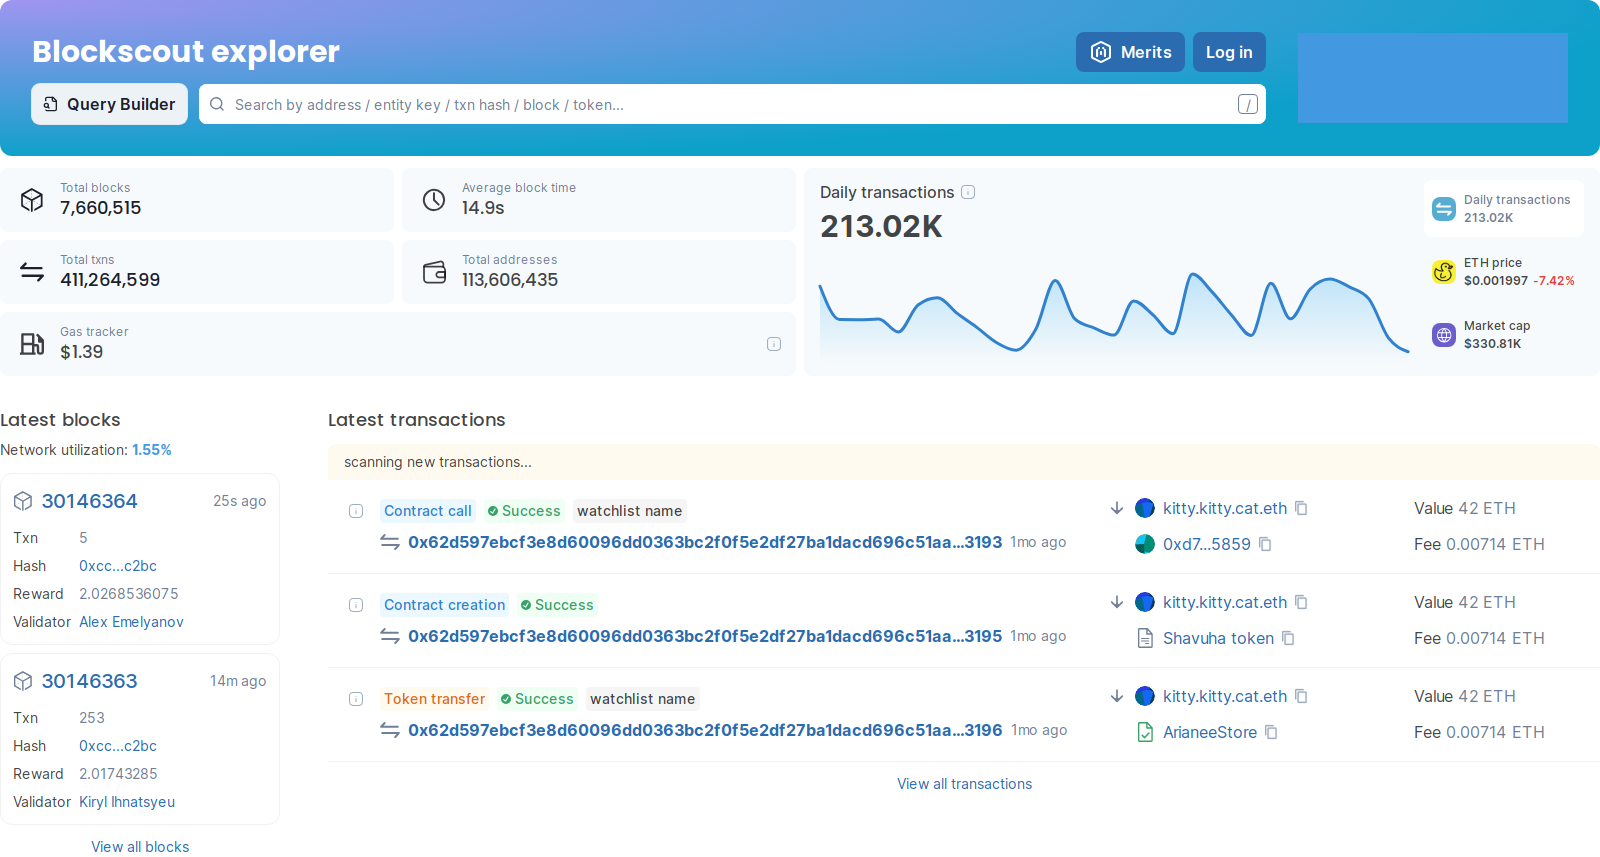 Blockscout explorer
Merits
Log in
Query Builder
Search by address / entity key / txn hash / block / token...
/
Total blocks
7,660,515
Average block time
14.9s
Total txns
411,264,599
Total addresses
113,606,435
Gas tracker
$1.39
Daily transactions
213.02K
Daily transactions
213.02K
ETH price
$0.001997 -7.42%
Market cap
$330.81K
Latest blocks
Network utilization: 1.55%
30146364 25s ago
Txn 5
Hash 0xcc...c2bc
Reward 2.0268536075
Validator Alex Emelyanov
30146363 14m ago
Txn 253
Hash 0xcc...c2bc
Reward 2.01743285
Validator Kiryl Ihnatsyeu
View all blocks
Latest transactions
scanning new transactions...
Contract call Success watchlist name
0x62d597ebcf3e8d60096dd0363bc2f0f5e2df27ba1dacd696c51aa...3193 1mo ago
kitty.kitty.cat.eth
0xd7...5859
Value 42 ETH
Fee 0.00714 ETH
Contract creation Success
0x62d597ebcf3e8d60096dd0363bc2f0f5e2df27ba1dacd696c51aa...3195 1mo ago
kitty.kitty.cat.eth
Shavuha token
Value 42 ETH
Fee 0.00714 ETH
Token transfer Success watchlist name
0x62d597ebcf3e8d60096dd0363bc2f0f5e2df27ba1dacd696c51aa...3196 1mo ago
kitty.kitty.cat.eth
ArianeeStore
Value 42 ETH
Fee 0.00714 ETH
View all transactions